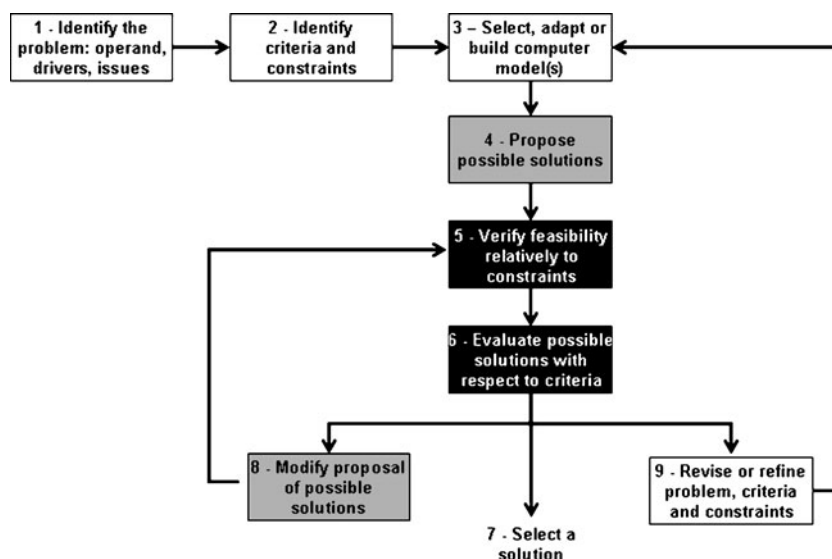 1 - Identify the
problem: operand,
drivers, issues
2 - Identify
criteria and
constraints
3 – Select, adapt or
build computer
model(s)
4 - Propose
possible solutions
5 - Verify feasibility
relatively to
constraints
6 - Evaluate possible
solutions with
respect to criteria
8 - Modify proposal
of possible
solutions
7 - Select a
solution
9 - Revise or refine
problem, criteria
and constraints